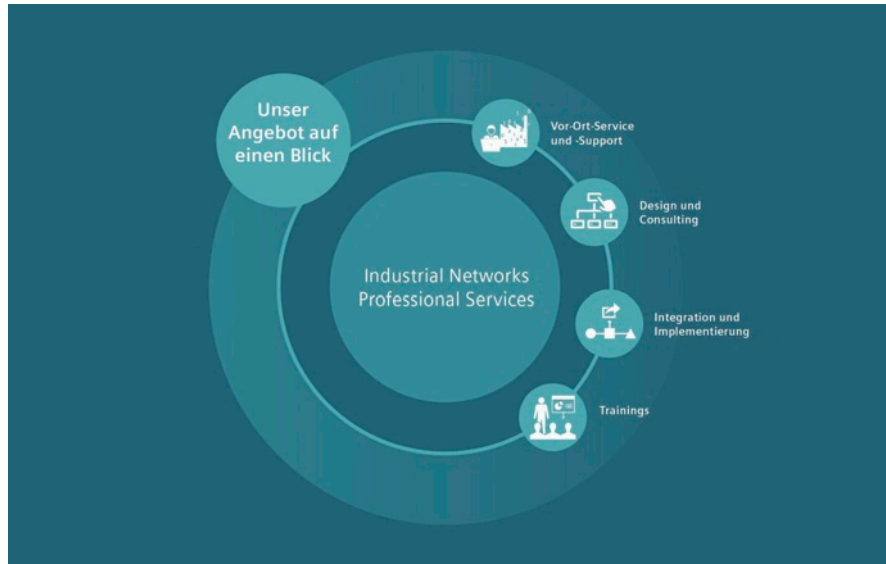 Unser
Angebot auf
einen Blick
Vor-Ort-Service
und -Support
Design und
Consulting
Industrial Networks
Professional Services
Integration und
Implementierung
Trainings